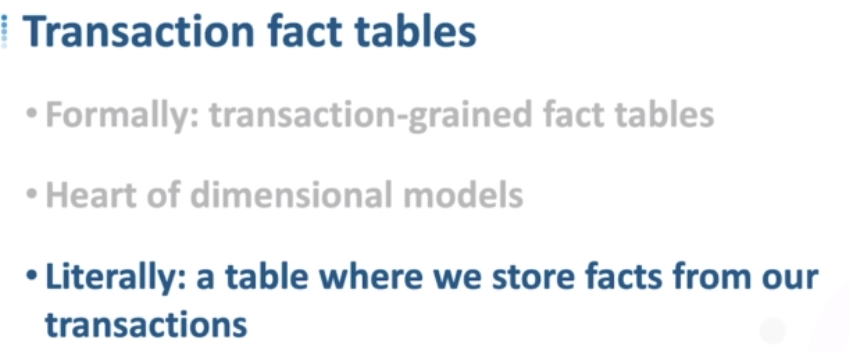 Transaction fact tables
• Formally: transaction-grained fact tables
• Heart of dimensional models
• Literally: a table where we store facts from our
transactions